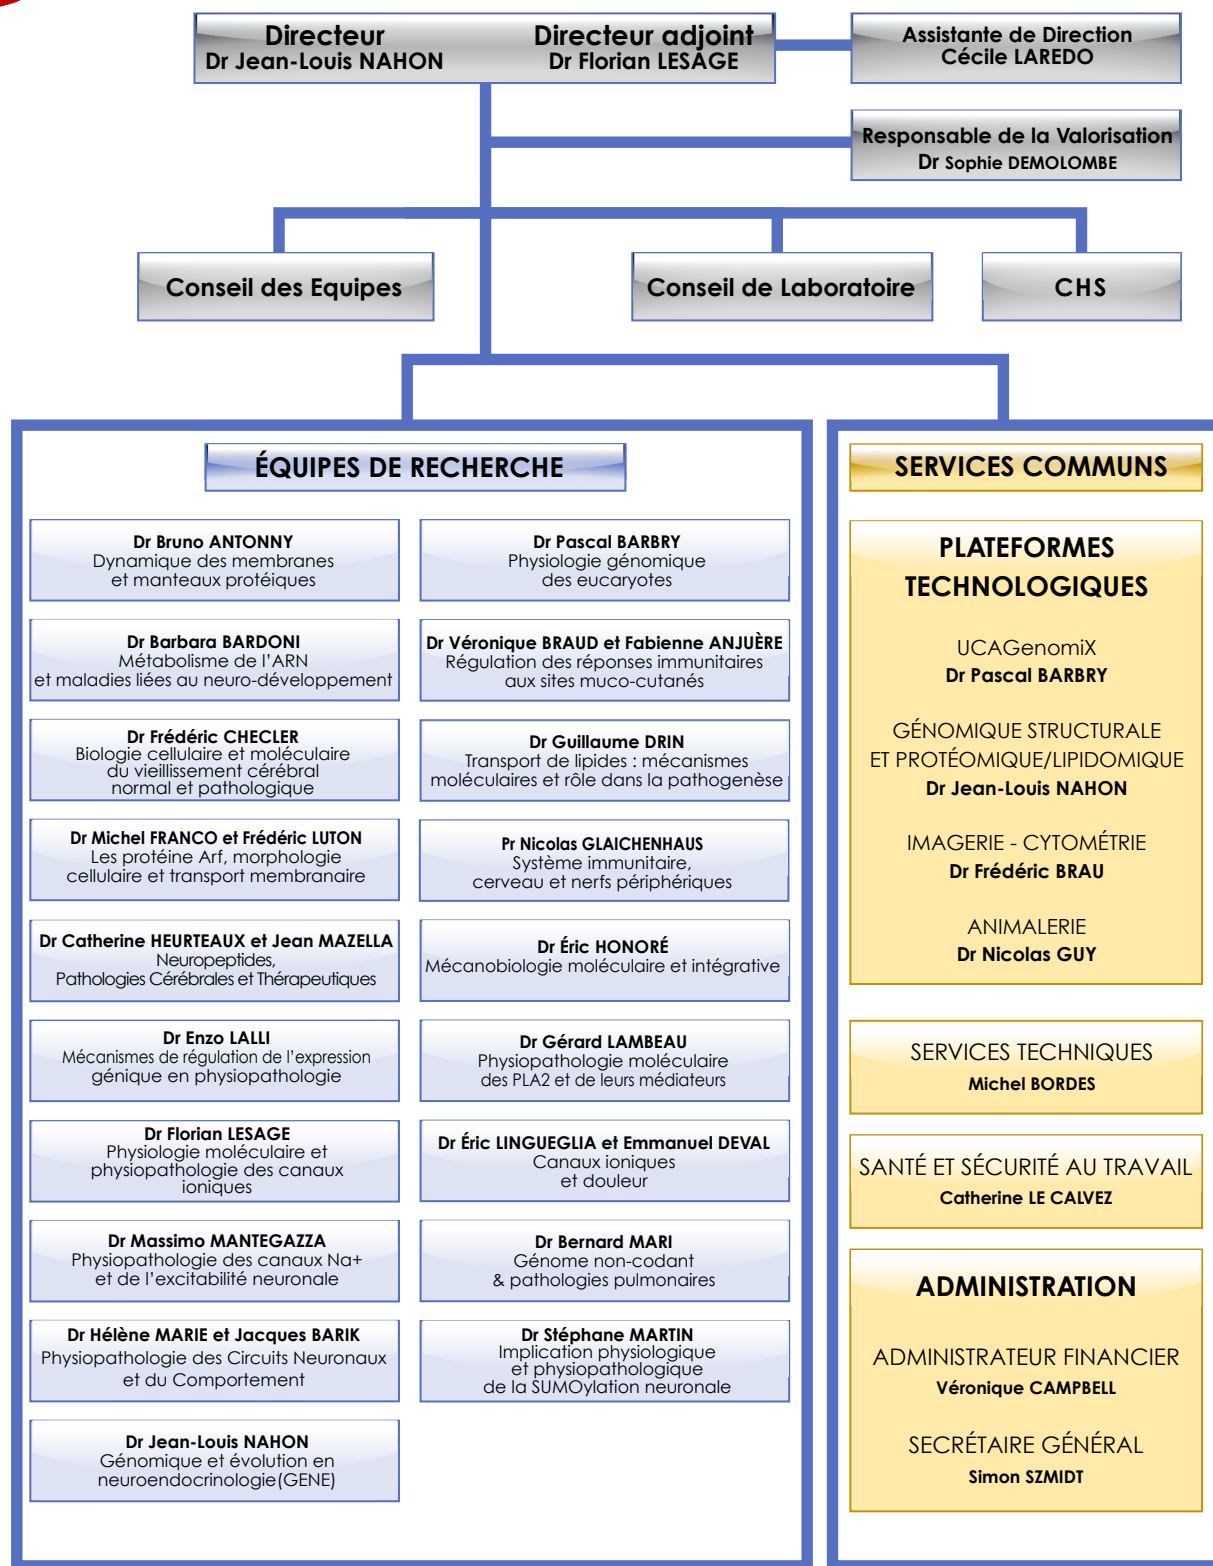 Directeur
Dr Jean-Louis NAHON
Directeur adjoint
Dr Florian LESAGE
Assistante de Direction
Cécile LAREDO
Responsable de la Valorisation
Dr Sophie DEMOLOMBE
Conseil des Equipes
Conseil de Laboratoire
CHS
ÉQUIPES DE RECHERCHE
Dr Bruno ANTONNY
Dynamique des membranes
et manteaux protéiques
Dr Pascal BARBRY
Physiologie génomique
des eucaryotes
Dr Barbara BARDONI
Métabolisme de l'ARN
et maladies liées au neuro-développement
Dr Véronique BRAUD et Fabienne ANJUÈRE
Régulation des réponses immunitaires
aux sites muco-cutanés
Dr Frédéric CHECLER
Biologie cellulaire et moléculaire
du vieillissement cérébral
normal et pathologique
Dr Guillaume DRIN
Transport de lipides : mécanismes
moléculaires et rôle dans la pathogenèse
Dr Michel FRANCO et Frédéric LUTON
Les protéine Arf, morphologie
cellulaire et transport membranaire
Pr Nicolas GLAICHENHAUS
Système immunitaire,
cerveau et nerfs périphériques
Dr Catherine HEURTEAUX et Jean MAZELLA
Neuropeptides,
Pathologies Cérébrales et Thérapeutiques
Dr Éric HONORÉ
Mécanobiologie moléculaire et intégrative
Dr Enzo LALLI
Mécanismes de régulation de l'expression
génique en physiopathologie
Dr Gérard LAMBEAU
Physiopathologie moléculaire
des PLA2 et de leurs médiateurs
Dr Florian LESAGE
Physiologie moléculaire et
physiopathologie des canaux
ioniques
Dr Éric LINGUEGLIA et Emmanuel DEVAL
Canaux ioniques
et douleur
Dr Massimo MANTEGAZZA
Physiopathologie des canaux Na+
et de l'excitabilité neuronale
Dr Bernard MARI
Génome non-codant
& pathologies pulmonaires
Dr Hélène MARIE et Jacques BARIK
Physiopathologie des Circuits Neuronaux
et du Comportement
Dr Stéphane MARTIN
Implication physiologique
et physiopathologique
de la SUMOylation neuronale
Dr Jean-Louis NAHON
Génomique et évolution en
neuroendocrinologie(GENE)
SERVICES COMMUNS
PLATEFORMES
TECHNOLOGIQUES
UCAGenomiX
Dr Pascal BARBRY
GÉNOMIQUE STRUCTURALE
ET PROTÉOMIQUE/LIPIDOMIQUE
Dr Jean-Louis NAHON
IMAGERIE - CYTOMÉTRIE
Dr Frédéric BRAU
ANIMALERIE
Dr Nicolas GUY
SERVICES TECHNIQUES
Michel BORDES
SANTÉ ET SÉCURITÉ AU TRAVAIL
Catherine LE CALVEZ
ADMINISTRATION
ADMINISTRATEUR FINANCIER
Véronique CAMPBELL
SECRÉTAIRE GÉNÉRAL
Simon SZMIDT